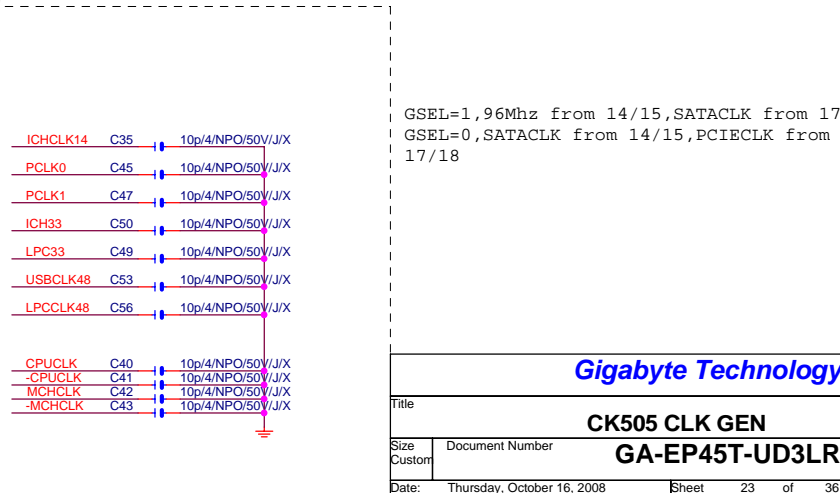 GSEL=1,96Mhz from 14/15,SATACLK from 17
GSEL=0,SATACLK from 14/15,PCIECLK from
17/18
ICHCLK14 C35 10p/4/NPO/50V/J/X
PCLK0 C45 10p/4/NPO/50V/J/X
PCLK1 C47 10p/4/NPO/50V/J/X
ICH33 C50 10p/4/NPO/50V/J/X
LPC33 C49 10p/4/NPO/50V/J/X
USBCLK48 C53 10p/4/NPO/50V/J/X
LPCCLK48 C56 10p/4/NPO/50V/J/X
CPUCLK C40 10p/4/NPO/50V/J/X
-CPUCLK C41 10p/4/NPO/50V/J/X
MCHCLK C42 10p/4/NPO/50V/J/X
-MCHCLK C43 10p/4/NPO/50V/J/X
Gigabyte Technology
Title
CK505 CLK GEN
Size Document Number
Custom
GA-EP45T-UD3LR
Date: Thursday, October 16, 2008 Sheet 23 of 36